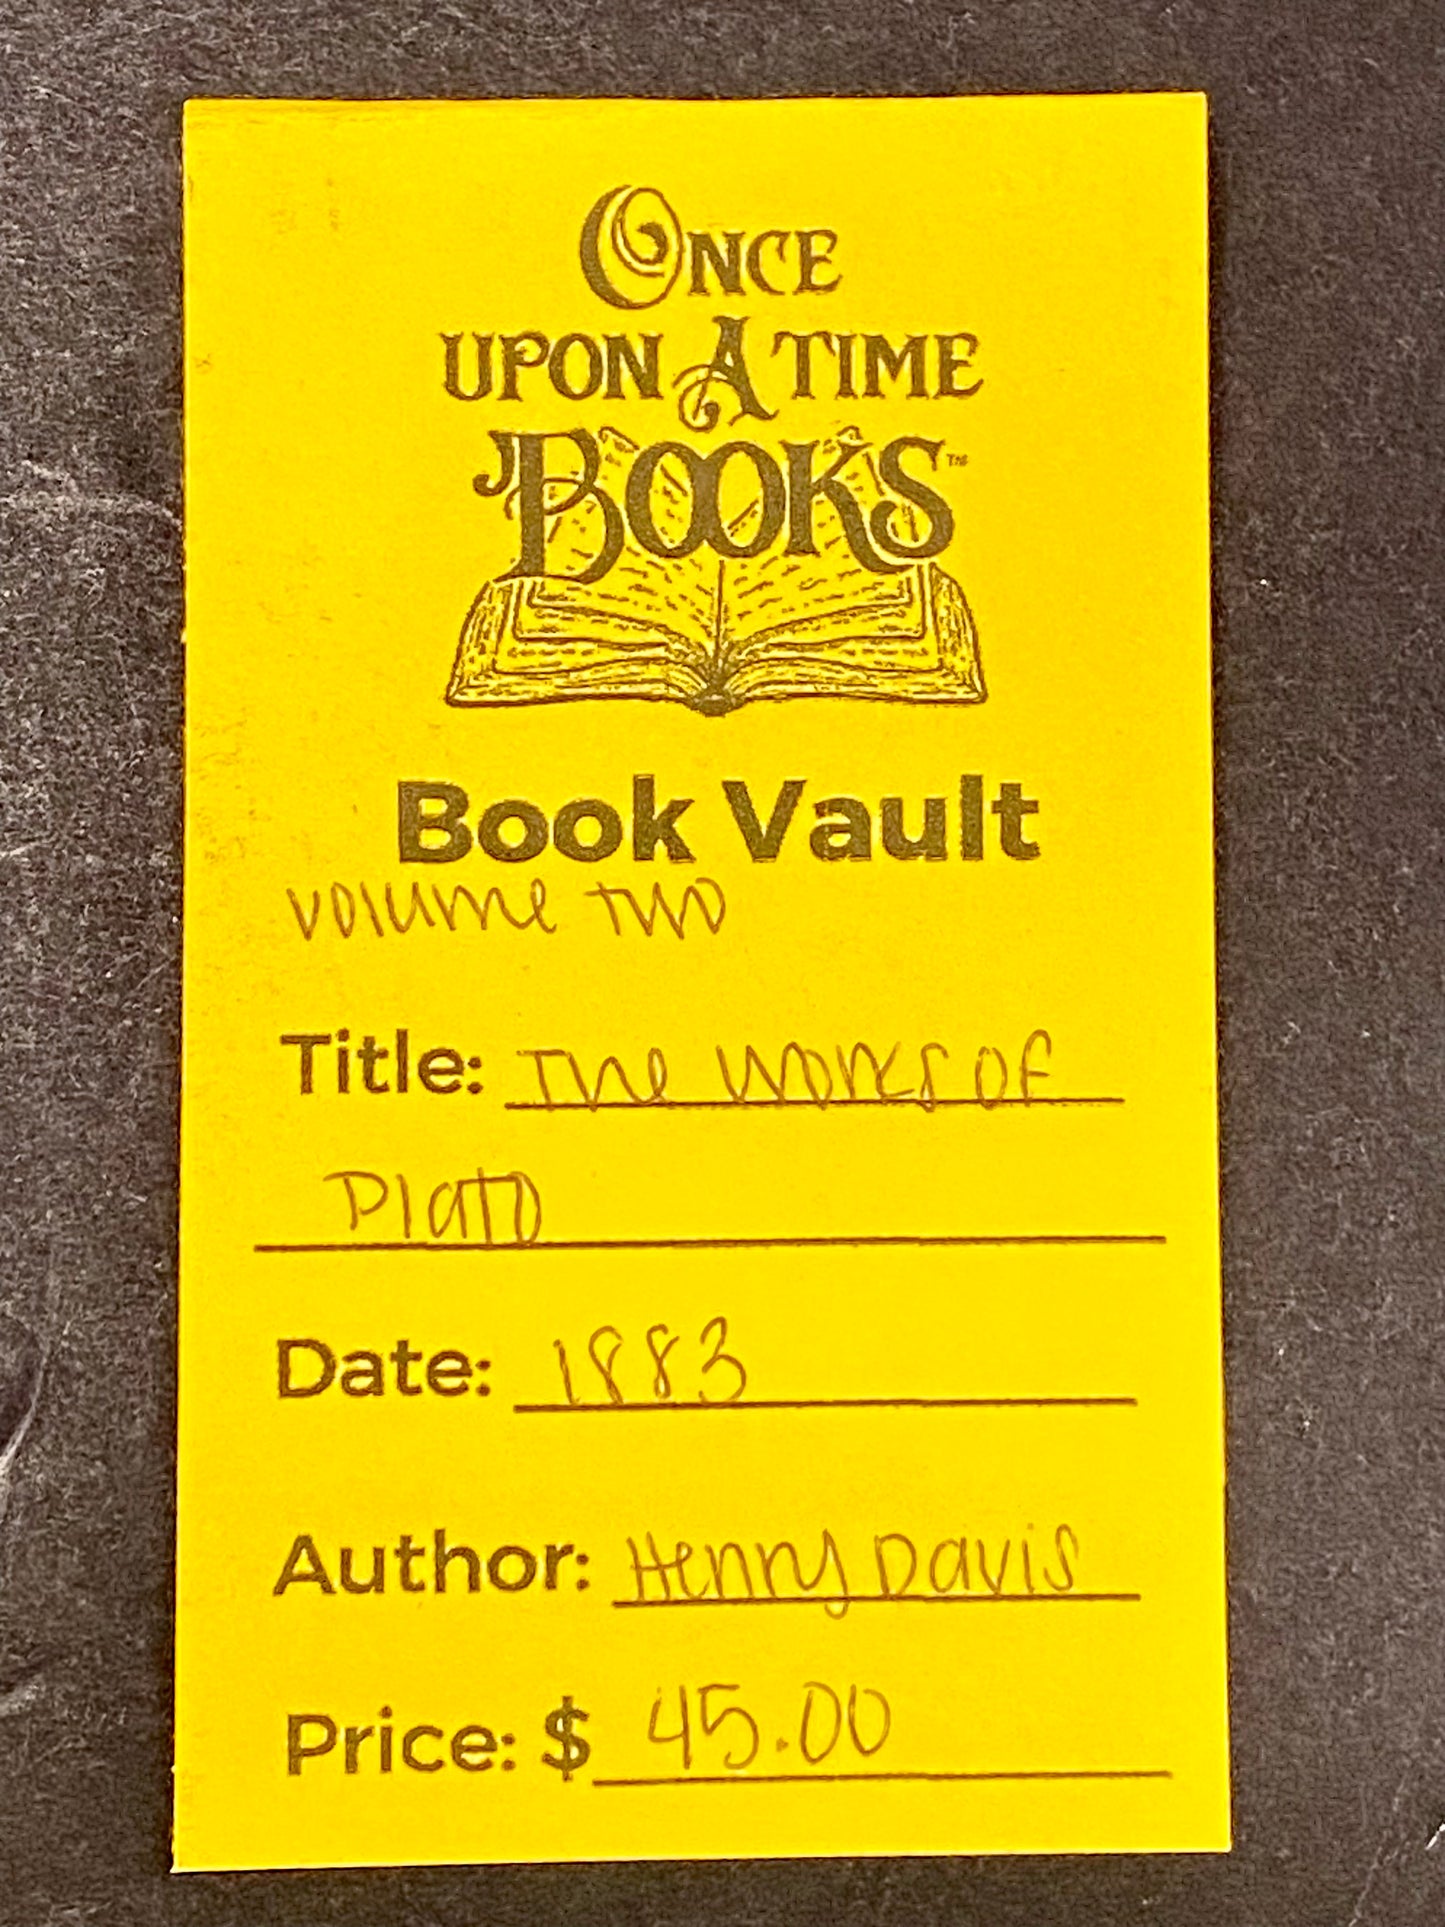 ONCE
UPON A TIME
BOOKS™
Book Vault
volume two
Title: The works of
Plato
Date: 1883
Author: Henry Davis
Price: $ 45.00